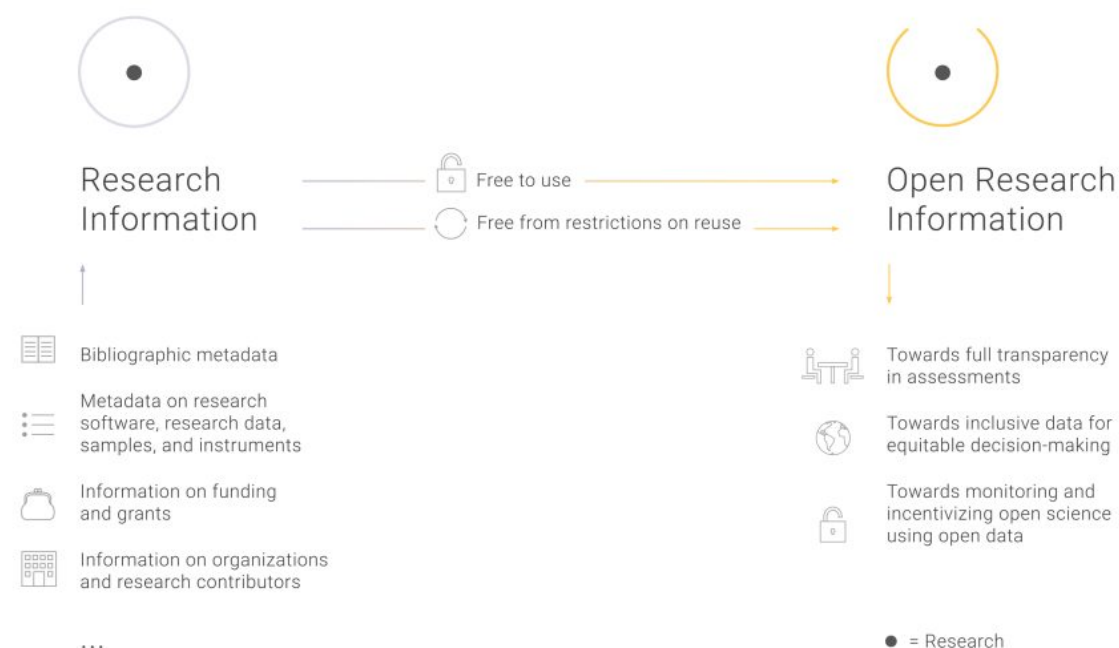 Research
Information
Free to use
Free from restrictions on reuse
Open Research
Information
Bibliographic metadata
Metadata on research
software, research data,
samples, and instruments
Information on funding
and grants
Information on organizations
and research contributors
...
Towards full transparency
in assessments
Towards inclusive data for
equitable decision-making
Towards monitoring and
incentivizing open science
using open data
= Research